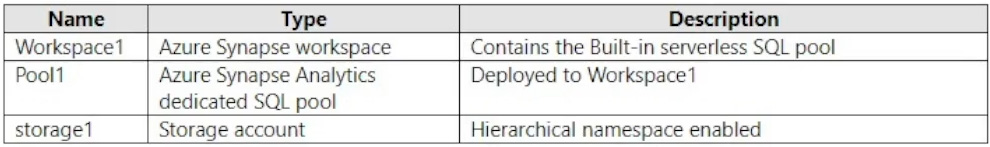 Name Type Description
Workspace1 Azure Synapse workspace Contains the Built-in serverless SQL pool
Pool1 Azure Synapse Analytics Deployed to Workspace1
dedicated SQL pool
storage1 Storage account Hierarchical namespace enabled